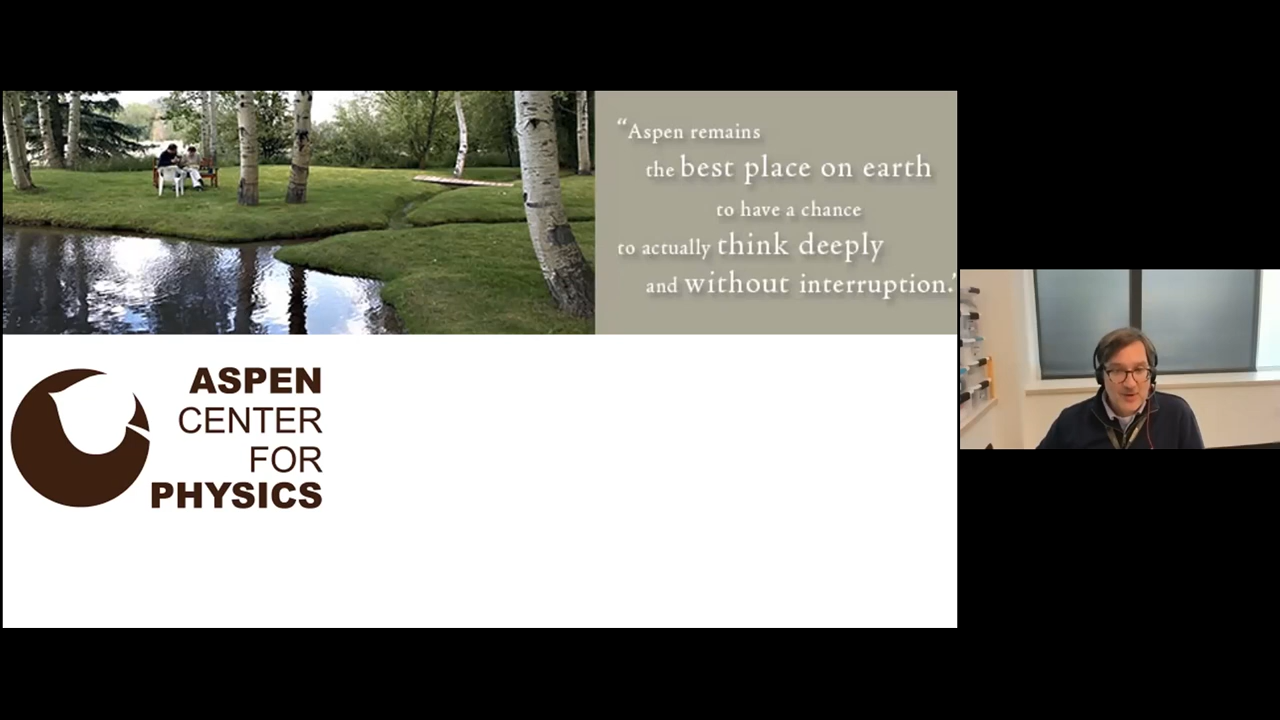 “Aspen remains
the best place on earth
to have a chance
to actually think deeply
and without interruption.”
ASPEN
CENTER
FOR
PHYSICS